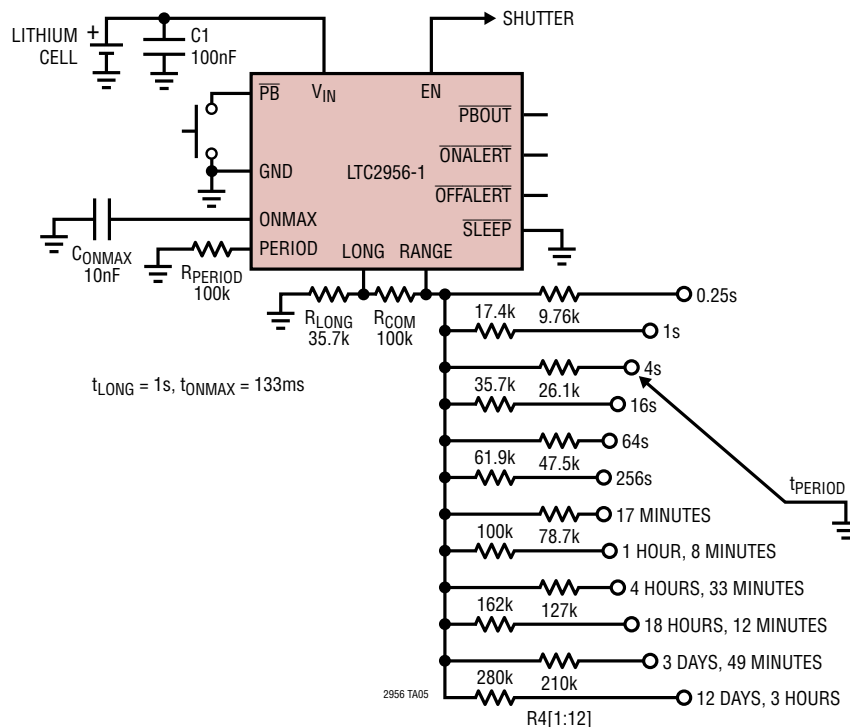 LITHIUM
CELL
+
C1
100nF
SHUTTER
PB
VIN
EN
PBOUT
GND
LTC2956-1
ONALERT
OFFALERT
ONMAX
SLEEP
PERIOD
LONG
RANGE
CONMAX
10nF
RPERIOD
100k
RLONG
35.7k
RCOM
100k
tLONG = 1s, tONMAX = 133ms
9.76k
0.25s
17.4k
1s
26.1k
4s
35.7k
16s
47.5k
64s
61.9k
256s
tPERIOD
78.7k
17 MINUTES
100k
1 HOUR, 8 MINUTES
127k
4 HOURS, 33 MINUTES
162k
18 HOURS, 12 MINUTES
210k
3 DAYS, 49 MINUTES
280k
12 DAYS, 3 HOURS
2956 TA05
R4[1:12]